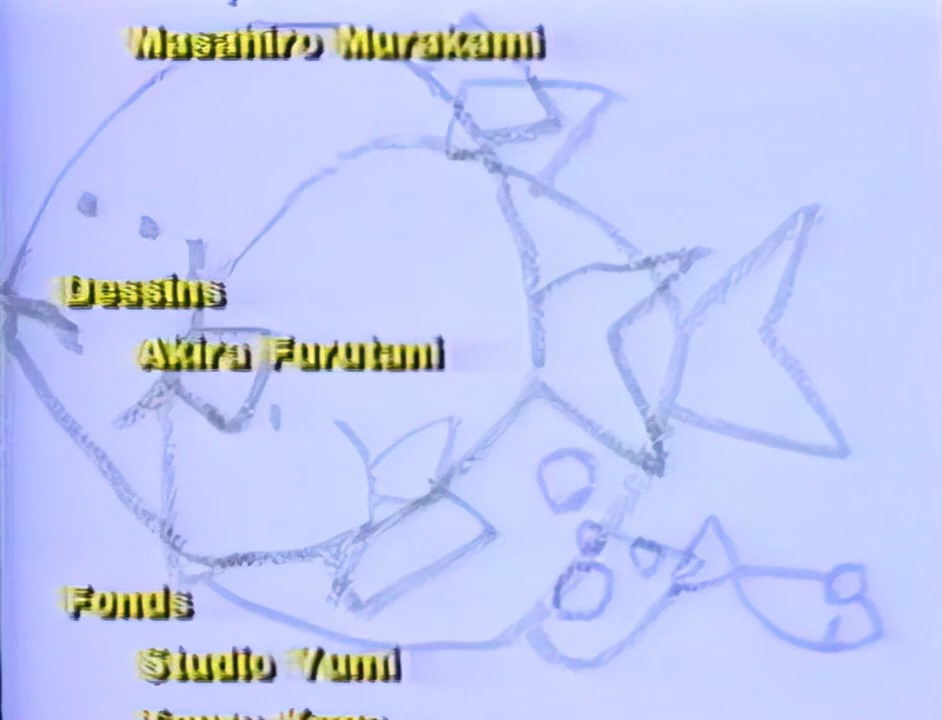 Masahiro Murakami
Dessins
Akira Furutani
Fonds
Studio Yumi